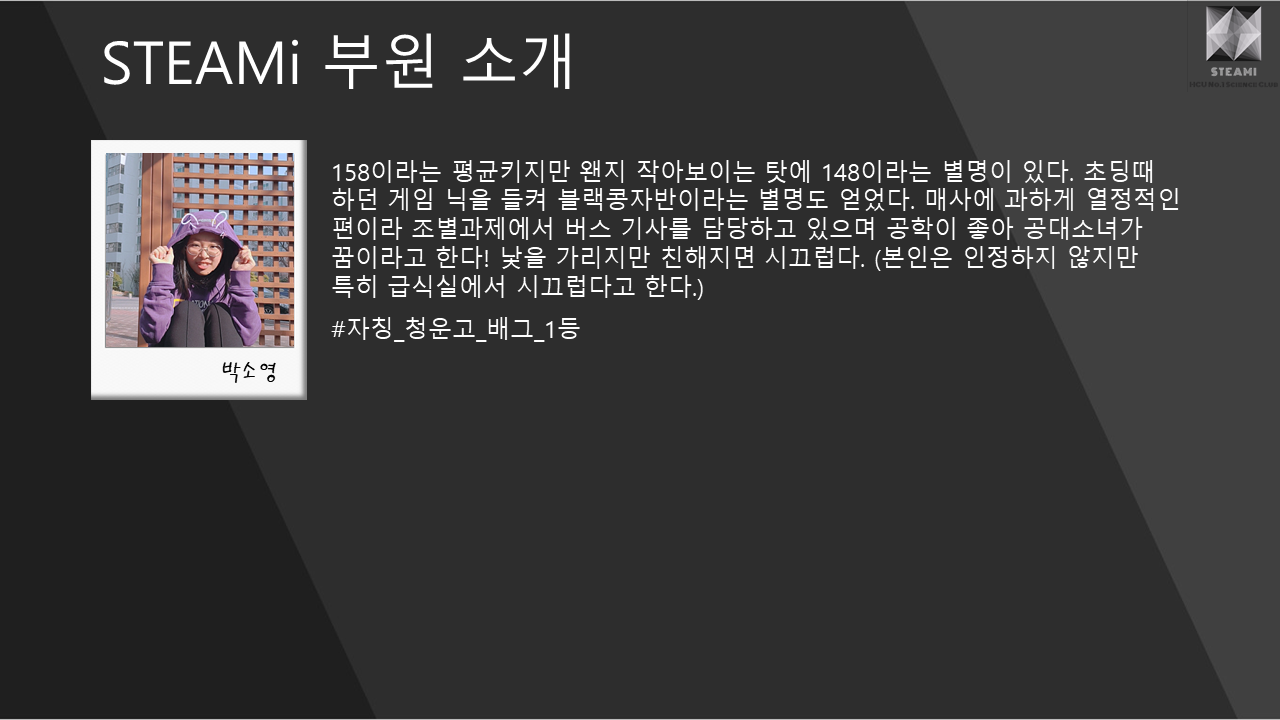 STEAMi 부원 소개
STEAMI
HCU No.1 Science Club
158이라는 평균키지만 왠지 작아보이는 탓에 148이라는 별명이 있다. 초딩때
하던 게임 닉을 들켜 블랙콩자반이라는 별명도 얻었다. 매사에 과하게 열정적인
편이라 조별과제에서 버스 기사를 담당하고 있으며 공학이 좋아 공대소녀가
꿈이라고 한다! 낯을 가리지만 친해지면 시끄럽다. (본인은 인정하지 않지만
특히 급식실에서 시끄럽다고 한다.)
#자칭_청운고_배그_1등
박소영